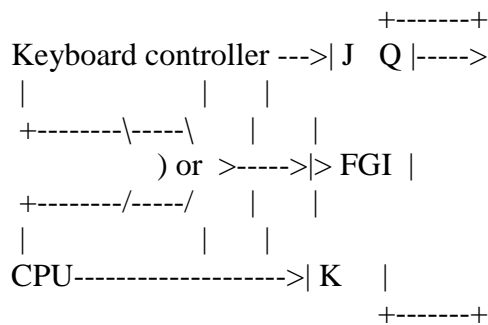 +-------+
Keyboard controller --->| J Q |----->
| | |
+--------\-----\ | |
) or >----->|> FGI |
+--------/-----/ | |
| | |
CPU-------------------->| K |
+-------+